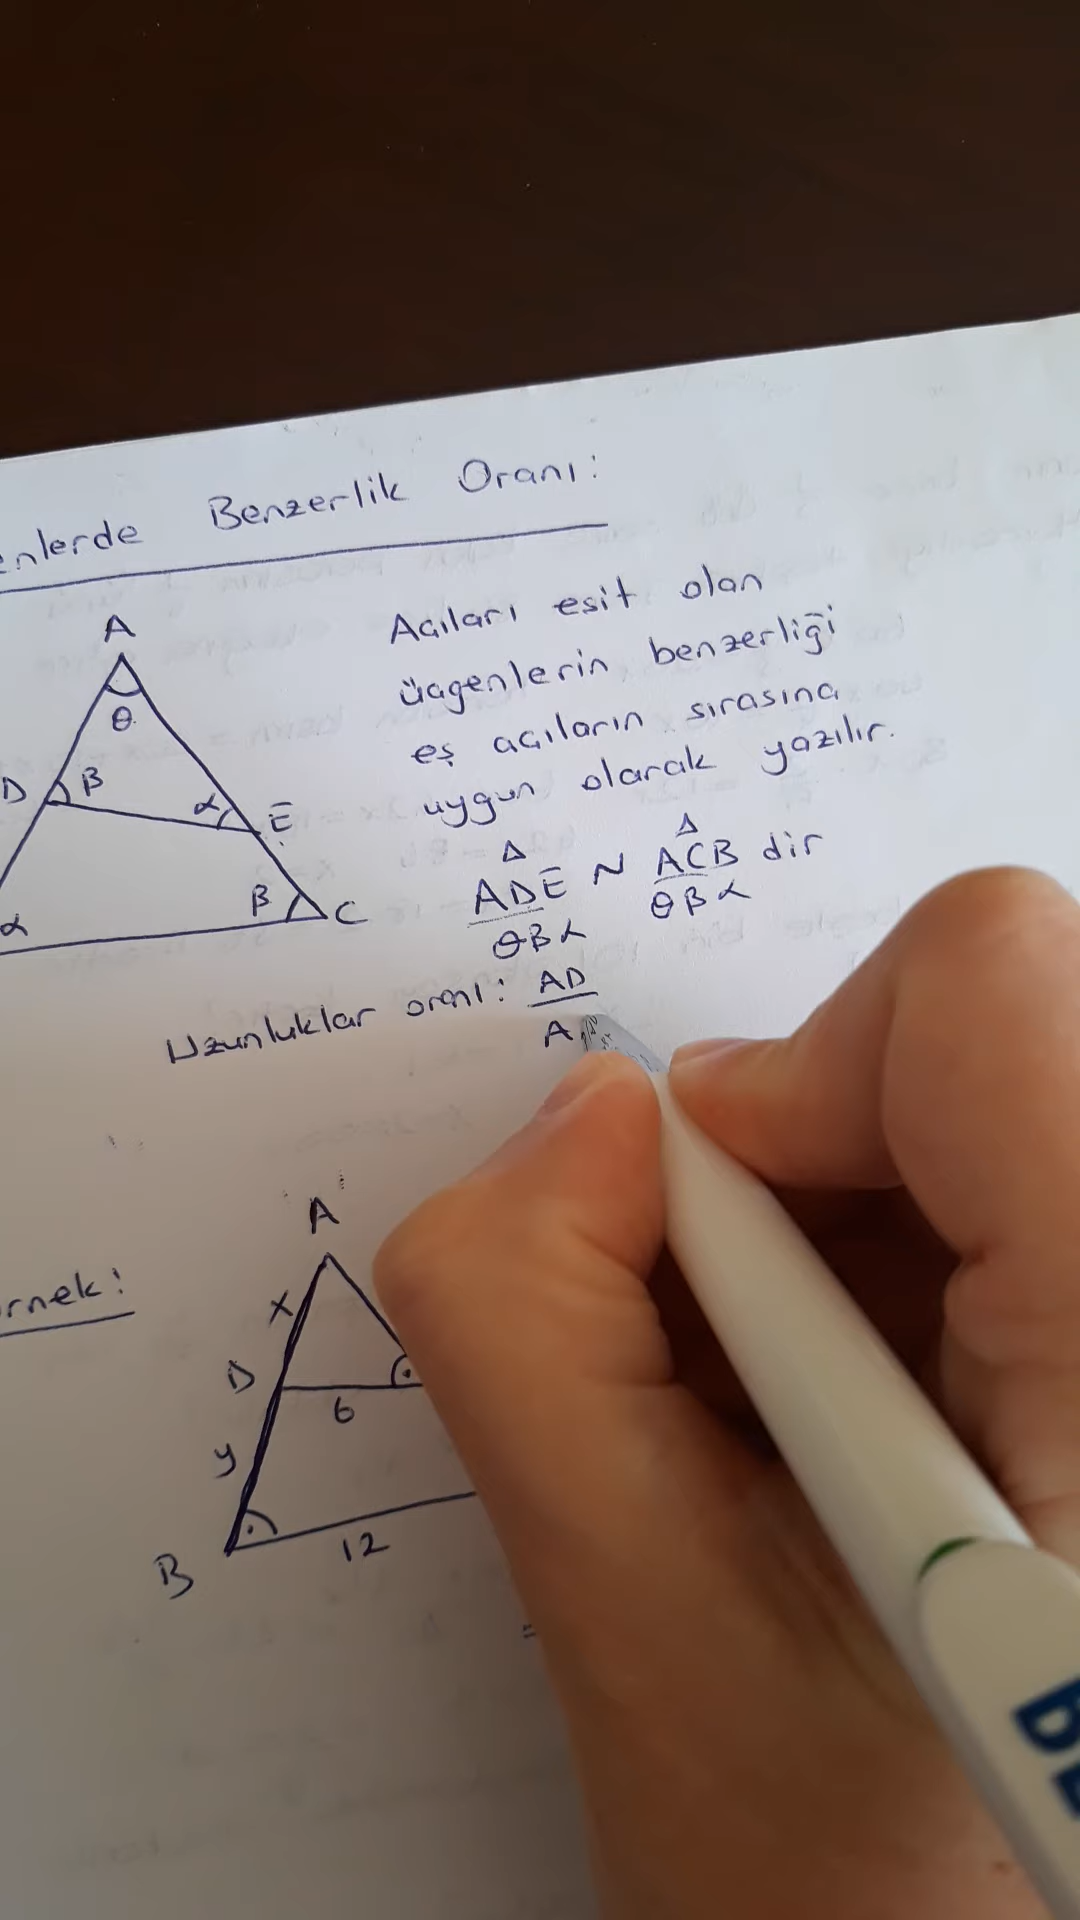 enlerde Benzerlik Oranı:
A
θ
D β
α E
β C
α
Açıları eşit olan
üçgenlerin benzerliği
eş açıların sırasına
uygun olarak yazılır.
Δ Δ
ADE ~ ACB dir
θβα θβα
Uzunluklar oranı: AD
A
rnek:
A
x
D
6
y
B
12
=